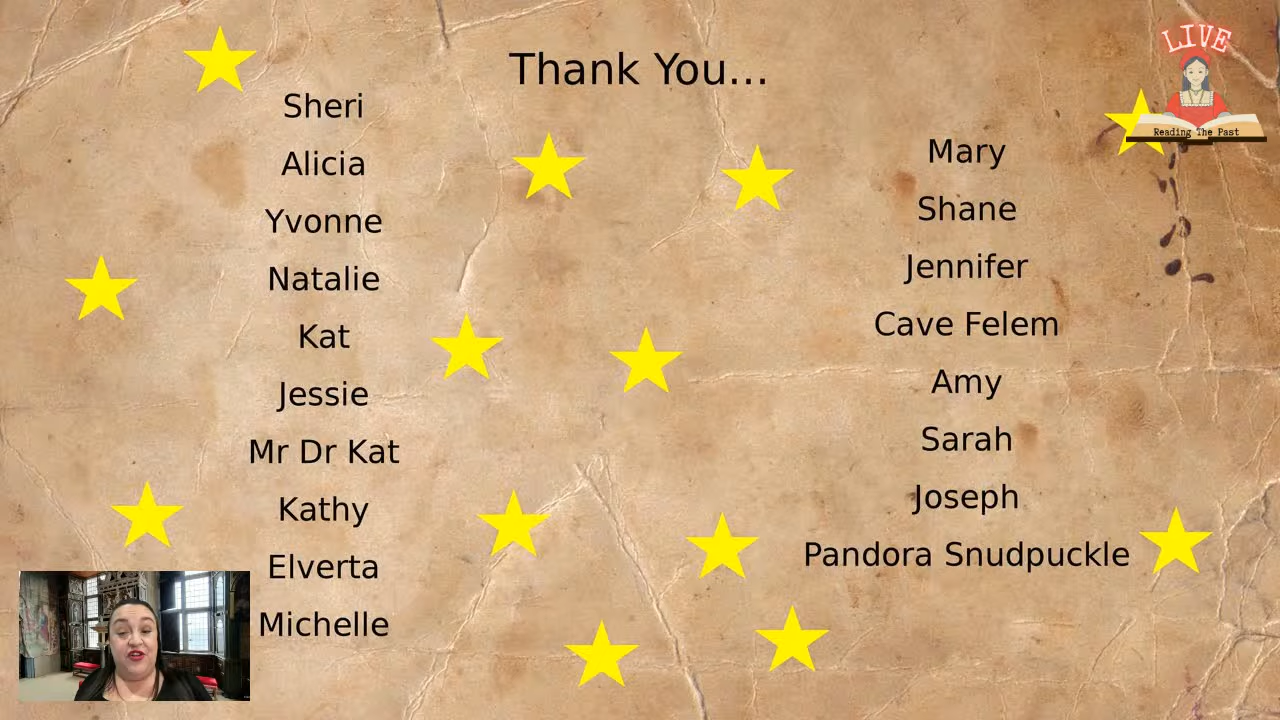 Thank You...
Sheri
Alicia
Yvonne
Natalie
Kat
Jessie
Mr Dr Kat
Kathy
Elverta
Michelle
Mary
Shane
Jennifer
Cave Felem
Amy
Sarah
Joseph
Pandora Snudpuckle
LIVE
Reading The Past